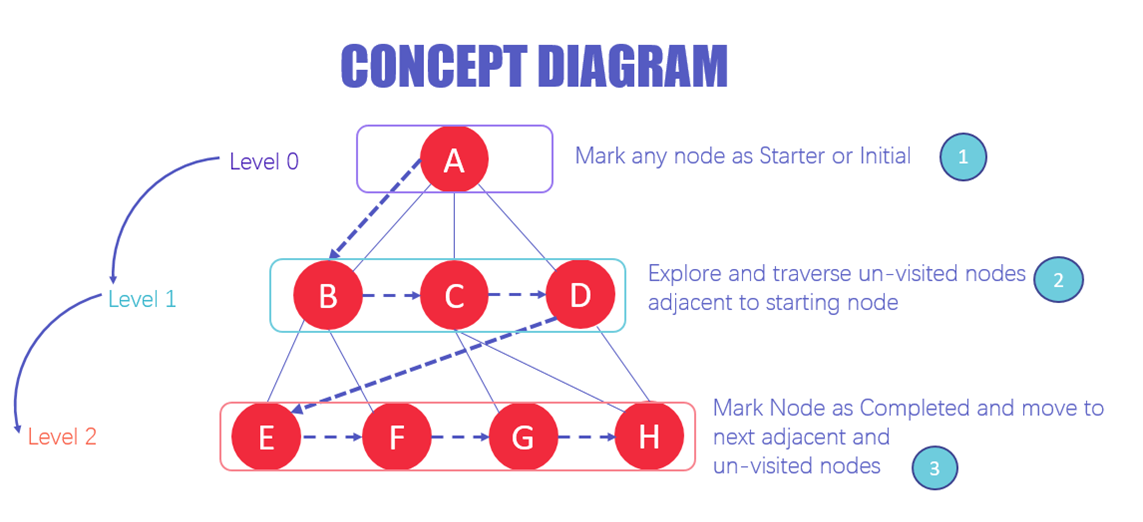 CONCEPT DIAGRAM
Level 0
A
Mark any node as Starter or Initial
1
Level 1
B
C
D
Explore and traverse un-visited nodes
adjacent to starting node
2
Level 2
E
F
G
H
Mark Node as Completed and move to
next adjacent and
un-visited nodes
3